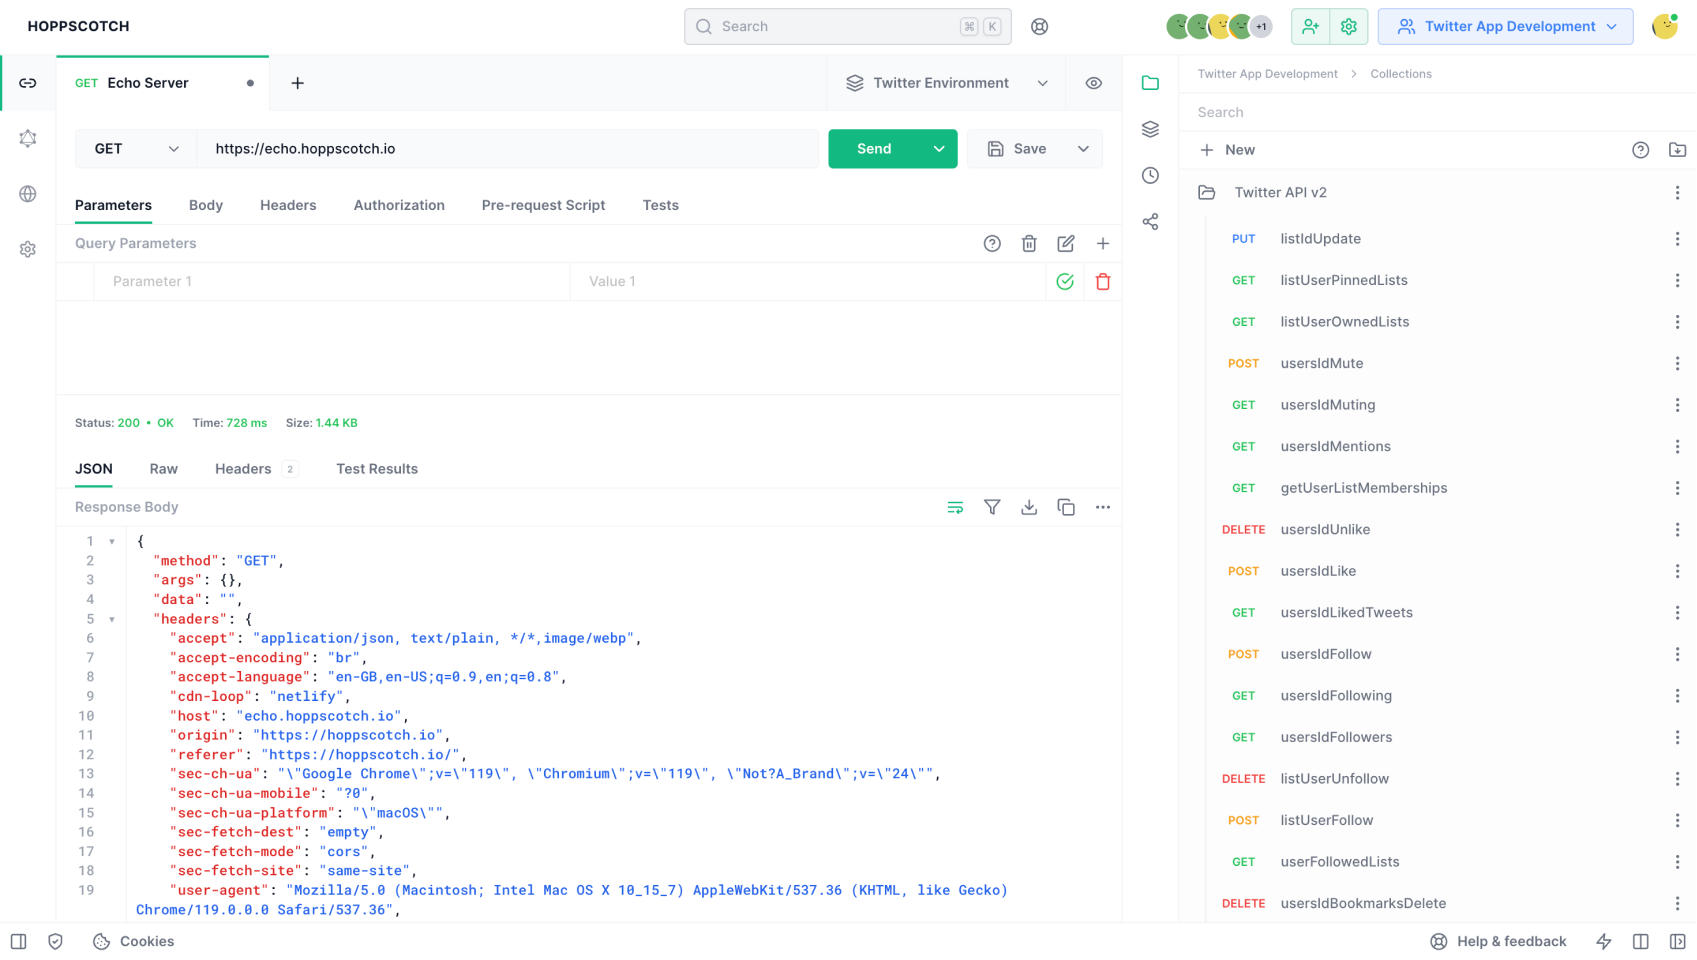 HOPPSCOTCH
Search ⌘ K
+1
Twitter App Development
GET Echo Server
Twitter Environment
GET https://echo.hoppscotch.io
Send
Save
Parameters Body Headers Authorization Pre-request Script Tests
Query Parameters
Parameter 1 Value 1
Status: 200 • OK Time: 728 ms Size: 1.44 KB
JSON Raw Headers 2 Test Results
Response Body
1 {
2 "method": "GET",
3 "args": {},
4 "data": "",
5 "headers": {
6 "accept": "application/json, text/plain, */*,image/webp",
7 "accept-encoding": "br",
8 "accept-language": "en-GB,en-US;q=0.9,en;q=0.8",
9 "cdn-loop": "netlify",
10 "host": "echo.hoppscotch.io",
11 "origin": "https://hoppscotch.io",
12 "referer": "https://hoppscotch.io/",
13 "sec-ch-ua": "\"Google Chrome\";v=\"119\", \"Chromium\";v=\"119\", \"Not?A_Brand\";v=\"24\"",
14 "sec-ch-ua-mobile": "?0",
15 "sec-ch-ua-platform": "\"macOS\"",
16 "sec-fetch-dest": "empty",
17 "sec-fetch-mode": "cors",
18 "sec-fetch-site": "same-site",
19 "user-agent": "Mozilla/5.0 (Macintosh; Intel Mac OS X 10_15_7) AppleWebKit/537.36 (KHTML, like Gecko)
Chrome/119.0.0.0 Safari/537.36",
Twitter App Development > Collections
Search
New
Twitter API v2
PUT listIdUpdate
GET listUserPinnedLists
GET listUserOwnedLists
POST usersIdMute
GET usersIdMuting
GET usersIdMentions
GET getUserListMemberships
DELETE usersIdUnlike
POST usersIdLike
GET usersIdLikedTweets
POST usersIdFollow
GET usersIdFollowing
GET usersIdFollowers
DELETE listUserUnfollow
POST listUserFollow
GET userFollowedLists
DELETE usersIdBookmarksDelete
Cookies
Help & feedback